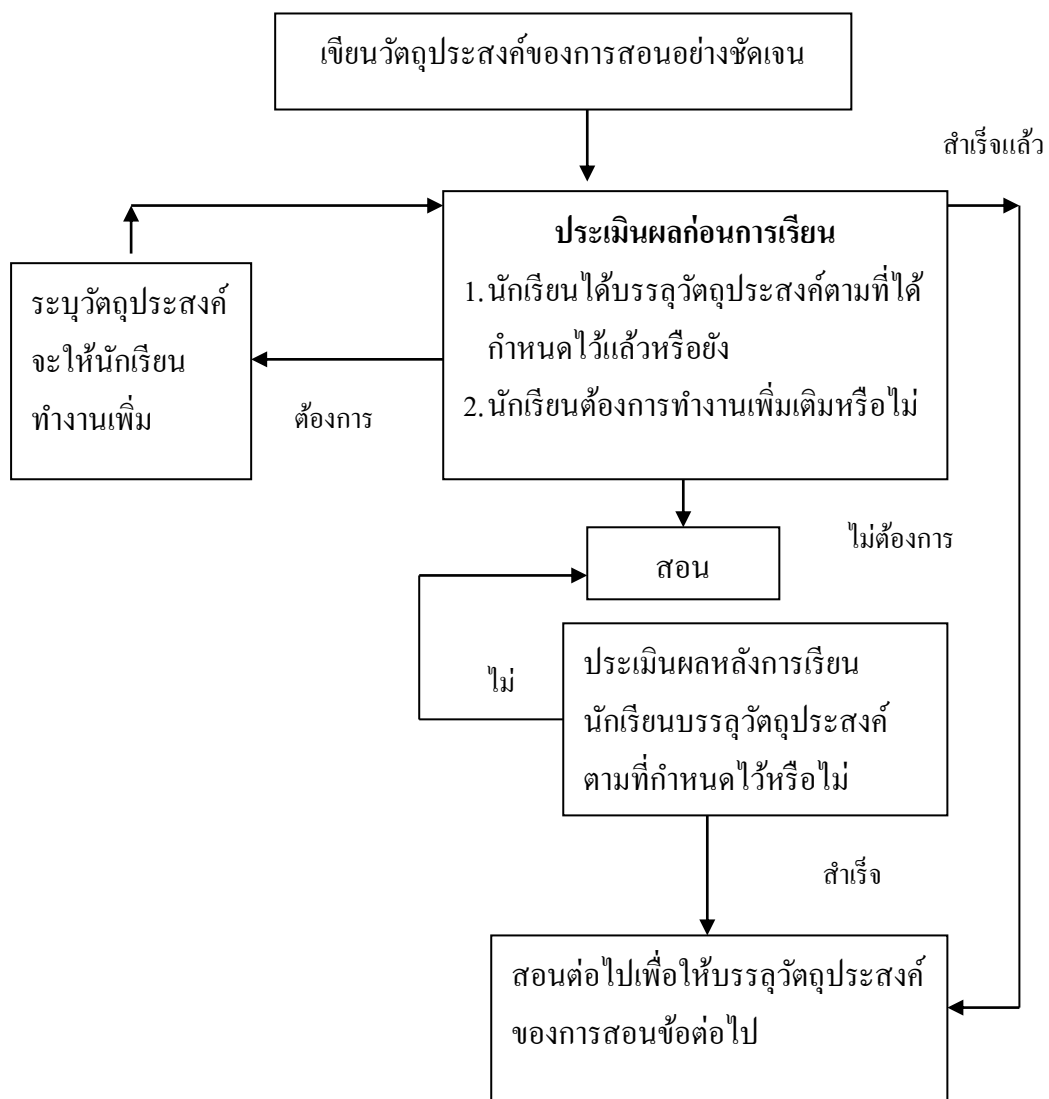 เขียนวัตถุประสงค์ของการสอนอย่างชัดเจน
สำเร็จแล้ว
ประเมินผลก่อนการเรียน
1. นักเรียนได้บรรลุวัตถุประสงค์ตามที่ได้
กำหนดไว้แล้วหรือยัง
2. นักเรียนต้องการทำงานเพิ่มเติมหรือไม่
ระบุวัตถุประสงค์
จะให้นักเรียน
ทำงานเพิ่ม
ต้องการ
ไม่ต้องการ
สอน
ไม่
ประเมินผลหลังการเรียน
นักเรียนบรรลุวัตถุประสงค์
ตามที่กำหนดไว้หรือไม่
สำเร็จ
สอนต่อไปเพื่อให้บรรลุวัตถุประสงค์
ของการสอนข้อต่อไป